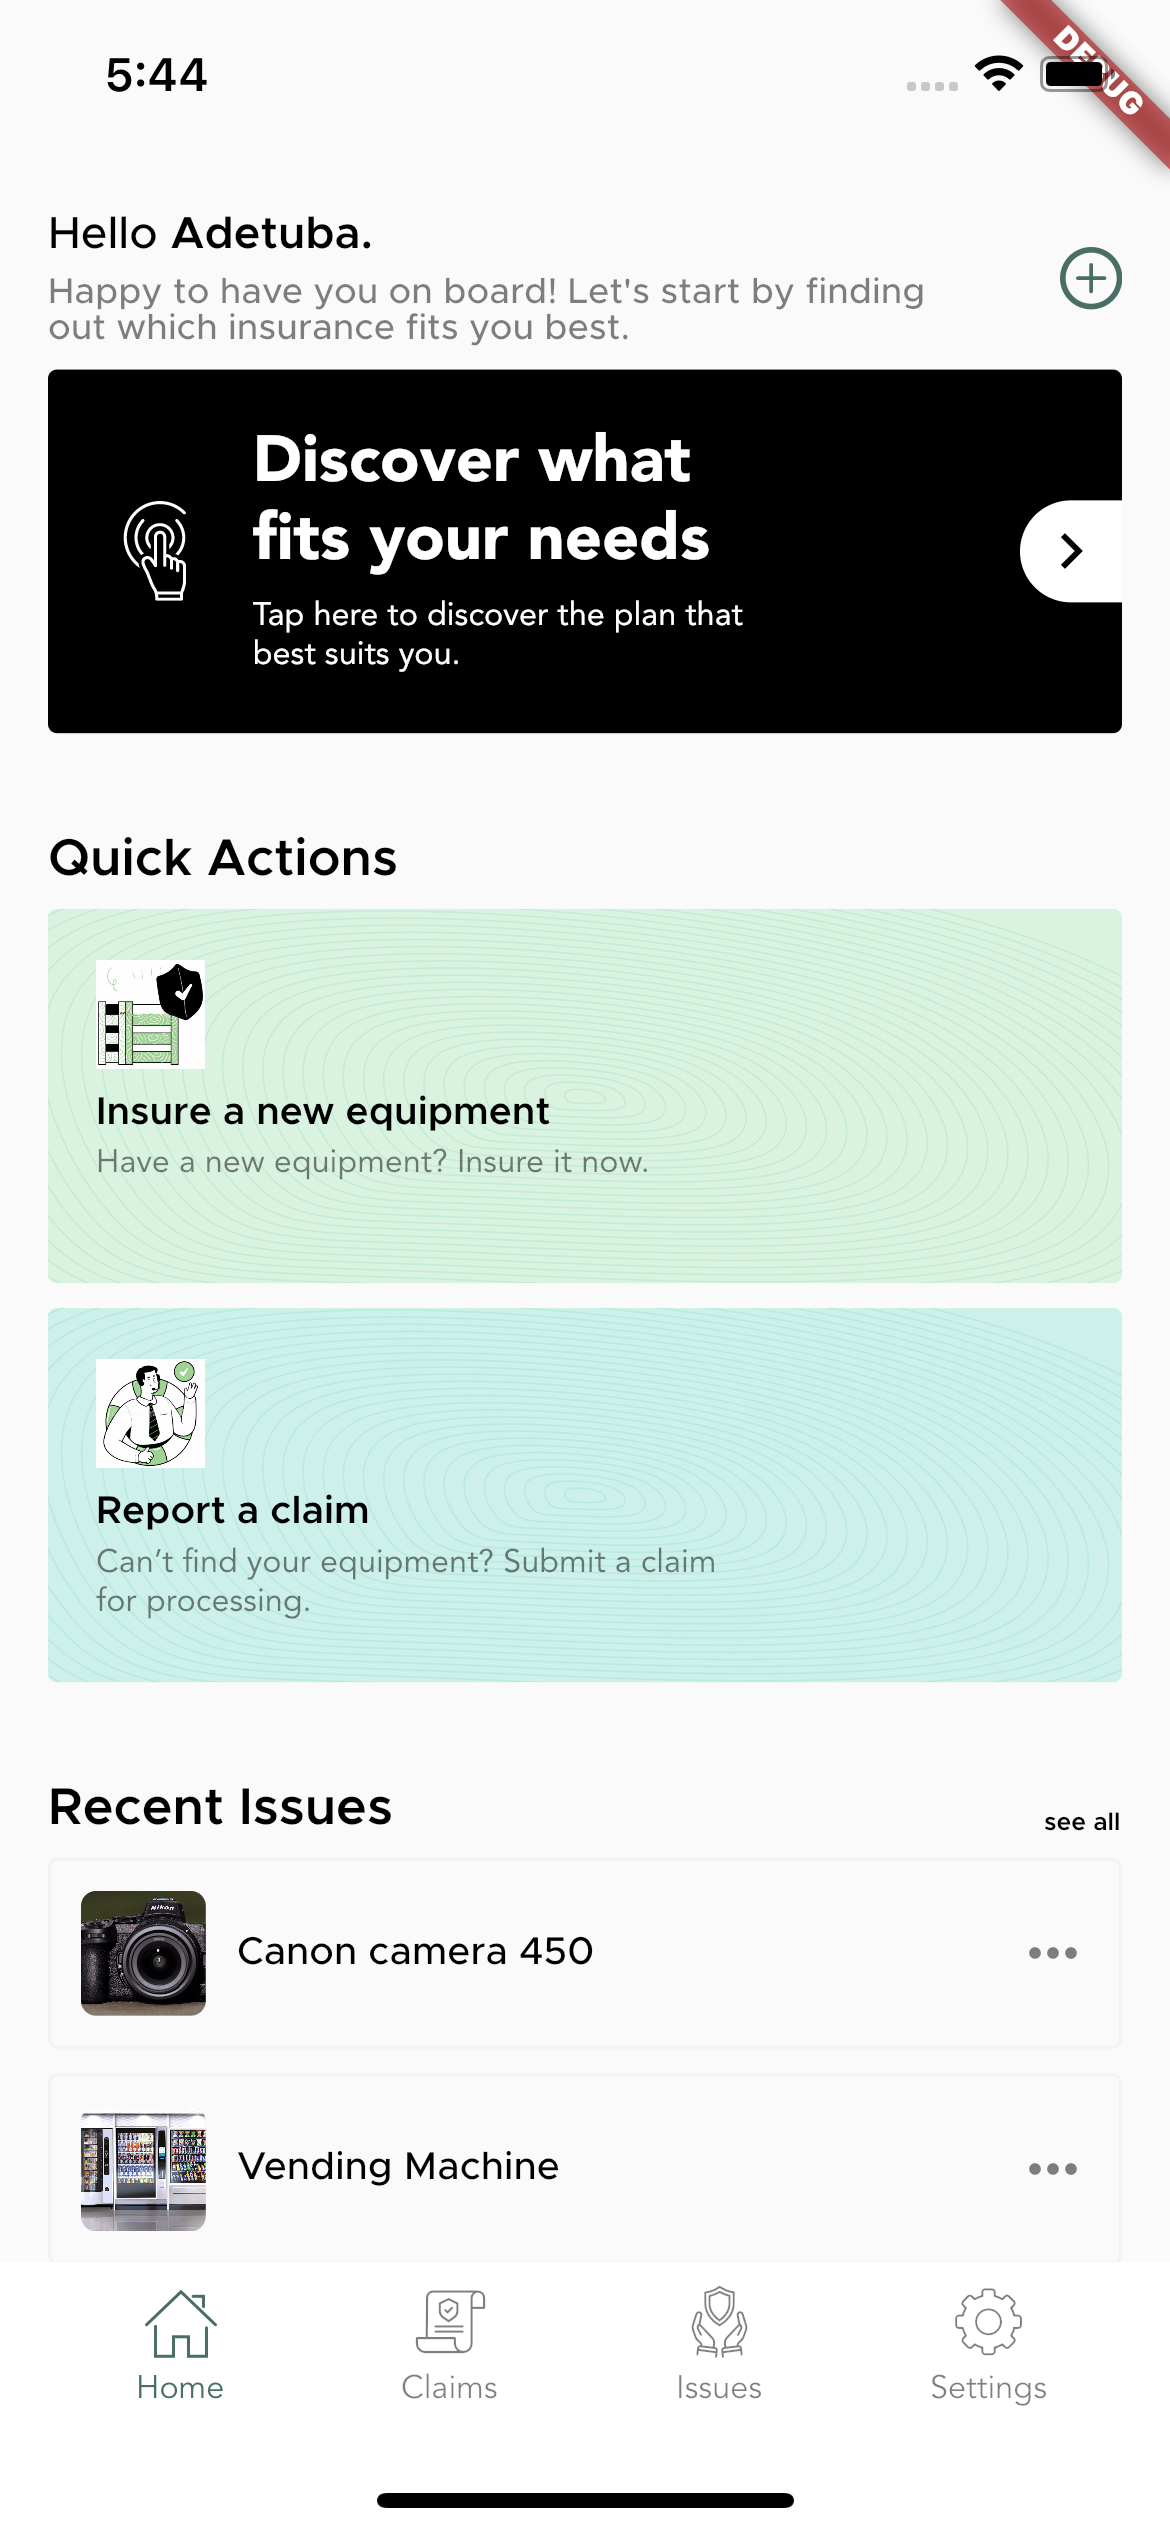 5:44
DEBUG
Hello Adetuba.
Happy to have you on board! Let's start by finding
out which insurance fits you best.
Discover what
fits your needs
Tap here to discover the plan that
best suits you.
Quick Actions
Insure a new equipment
Have a new equipment? Insure it now.
Report a claim
Can’t find your equipment? Submit a claim
for processing.
Recent Issues
see all
Nikon
Canon camera 450
Vending Machine
Home
Claims
Issues
Settings